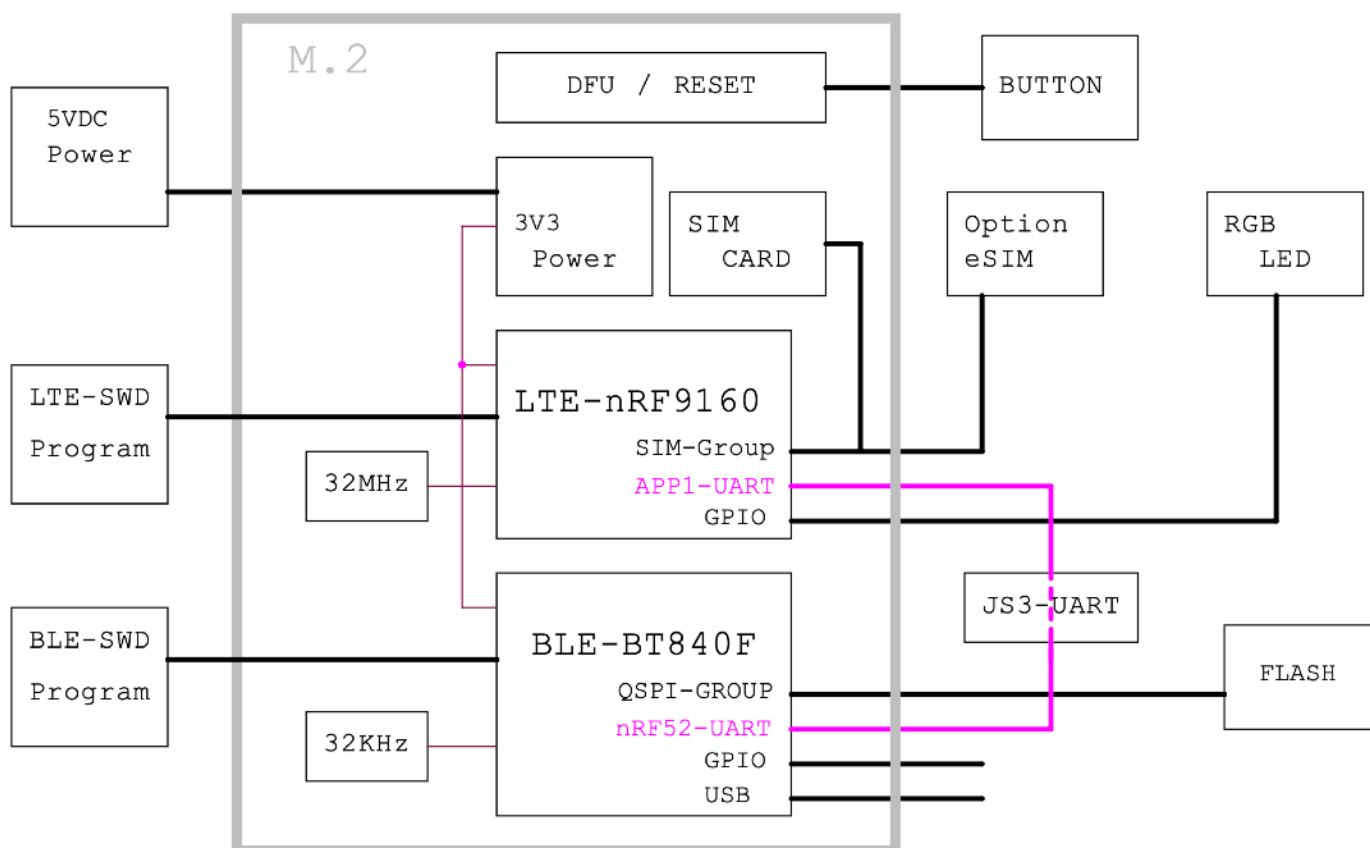 M.2
DFU / RESET
BUTTON
5VDC
Power
3V3
Power
SIM
CARD
Option
eSIM
RGB
LED
LTE-SWD
Program
LTE-nRF9160
SIM-Group
APP1-UART
GPIO
32MHz
JS3-UART
BLE-SWD
Program
BLE-BT840F
QSPI-GROUP
nRF52-UART
GPIO
USB
32KHz
FLASH